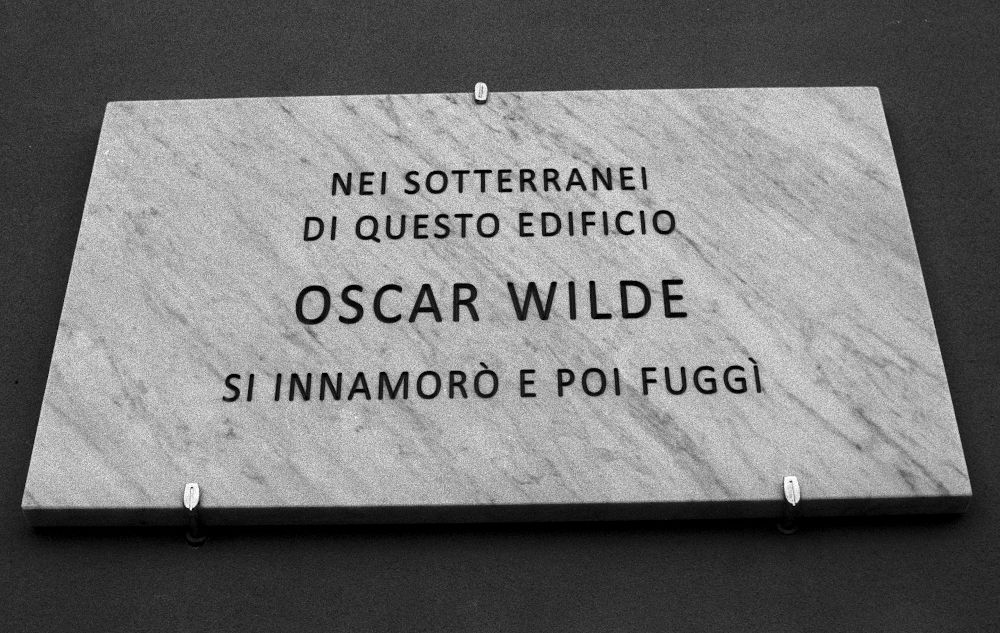 NEI SOTTERRANEI
DI QUESTO EDIFICIO
OSCAR WILDE
SI INNAMORÒ E POI FUGGÌ